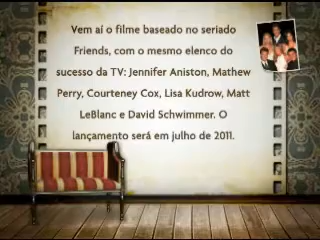 Vem aí o filme baseado no seriado
Friends, com o mesmo elenco do
sucesso da TV: Jennifer Aniston, Mathew
Perry, Courteney Cox, Lisa Kudrow, Matt
LeBlanc e David Schwimmer. O
lançamento será em julho de 2011.